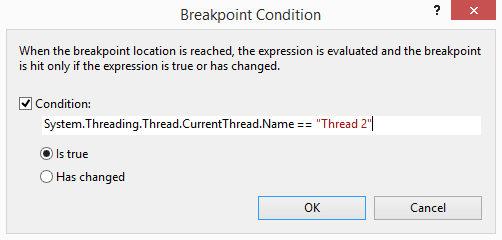 Breakpoint Condition
?
When the breakpoint location is reached, the expression is evaluated and the breakpoint
is hit only if the expression is true or has changed.
Condition:
System.Threading.Thread.CurrentThread.Name == "Thread 2"
Is true
Has changed
OK
Cancel